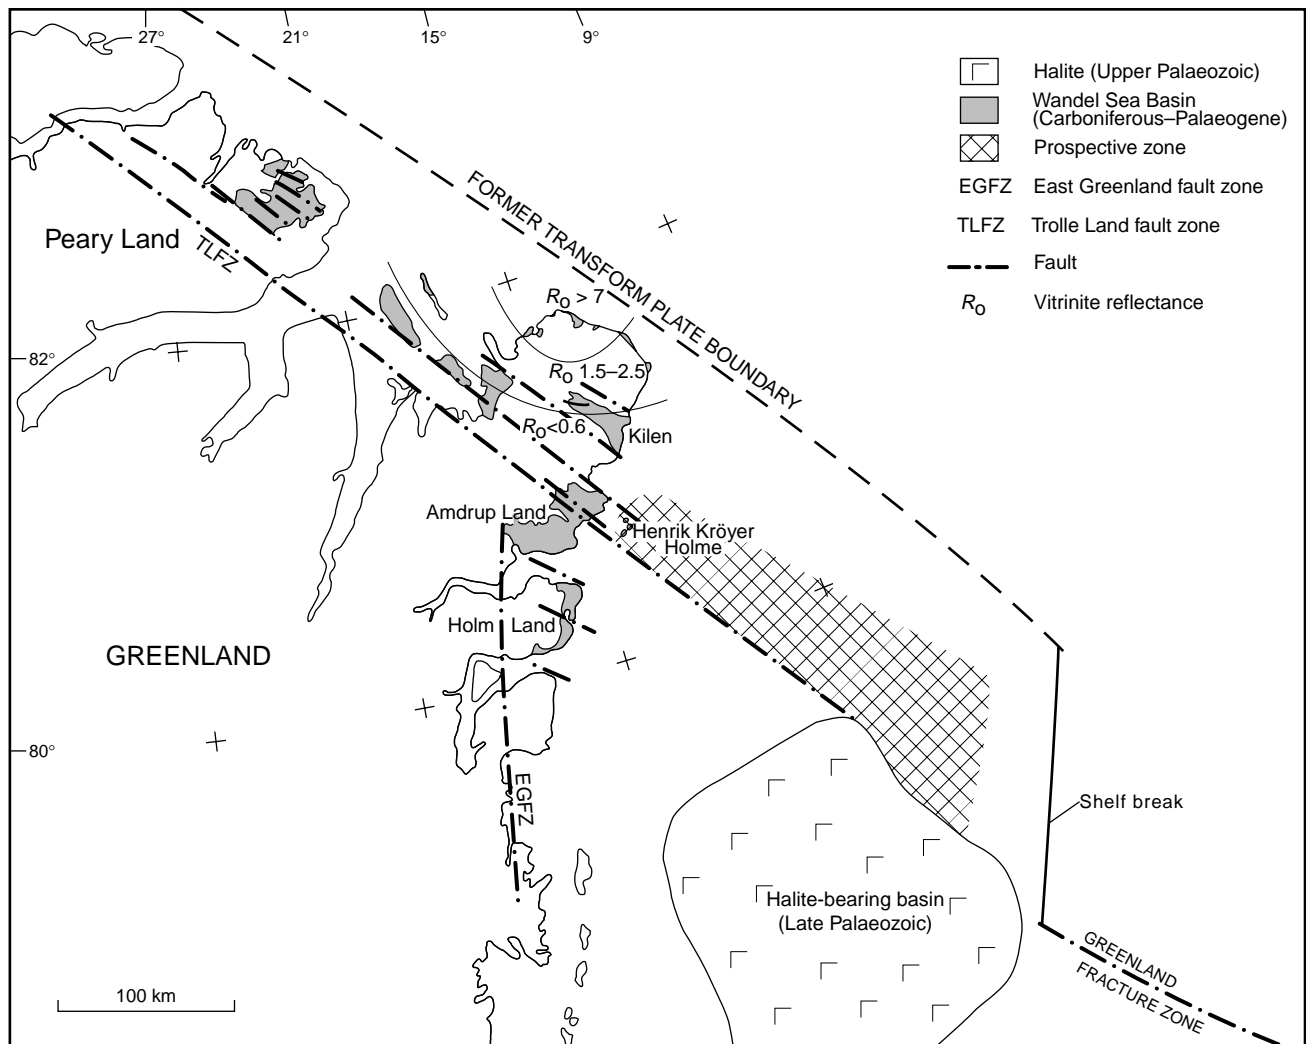 27°
21°
15°
9°
Halite (Upper Palaeozoic)
Wandel Sea Basin
(Carboniferous–Palaeogene)
Prospective zone
EGFZ East Greenland fault zone
TLFZ Trolle Land fault zone
Fault
Ro Vitrinite reflectance
FORMER TRANSFORM PLATE BOUNDARY
Peary Land
TLFZ
Ro > 7
82°
Ro 1.5–2.5
Ro<0.6
Kilen
Amdrup Land
Henrik Kröyer
Holme
Holm Land
GREENLAND
80°
EGFZ
Shelf break
Halite-bearing basin
(Late Palaeozoic)
GREENLAND
FRACTURE ZONE
100 km